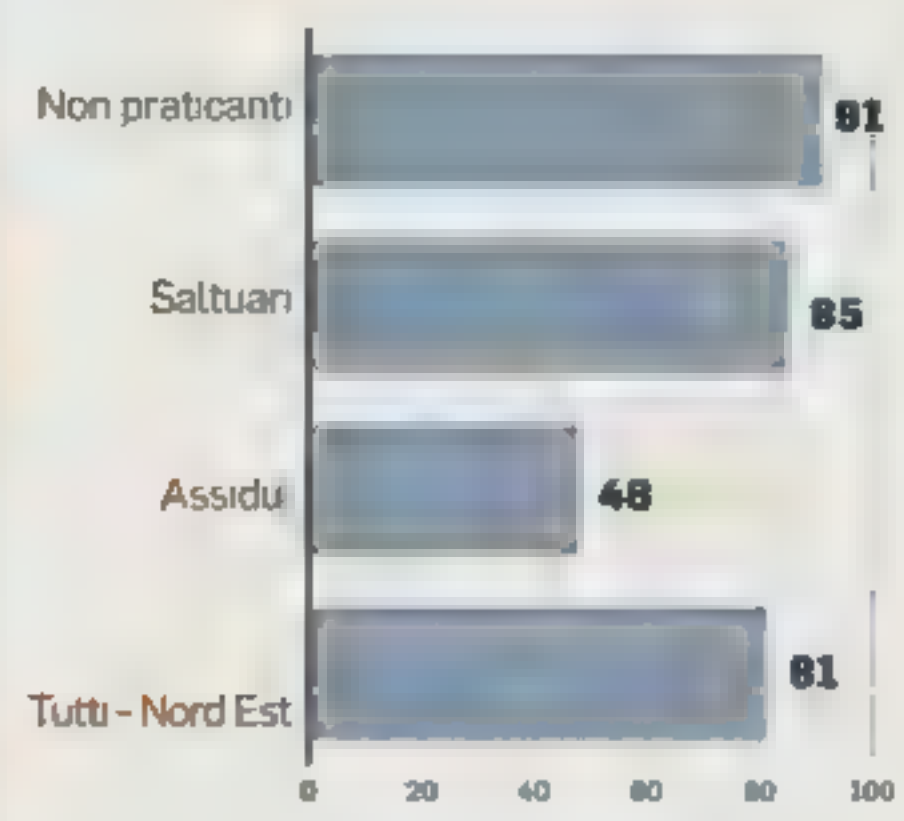 Non praticanti
91
Saltuari
85
Assidui
48
Tutti - Nord Est
81
0 20 40 60 80 100